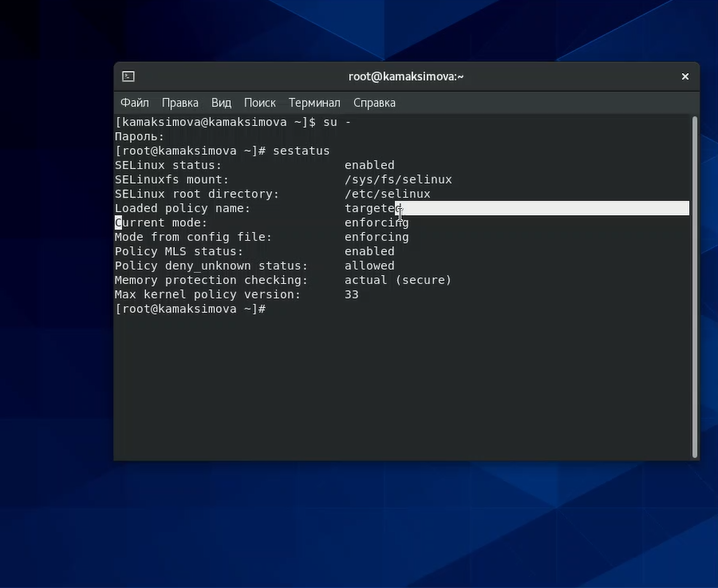 root@kamaksimova:~
Файл Правка Вид Поиск Терминал Справка
[kamaksimova@kamaksimova ~]$ su -
Пароль:
[root@kamaksimova ~]# sestatus
SELinux status:                 enabled
SELinuxfs mount:                /sys/fs/selinux
SELinux root directory:         /etc/selinux
Loaded policy name:             targeted
Current mode:                   enforcing
Mode from config file:          enforcing
Policy MLS status:              enabled
Policy deny_unknown status:     allowed
Memory protection checking:     actual (secure)
Max kernel policy version:      33
[root@kamaksimova ~]#